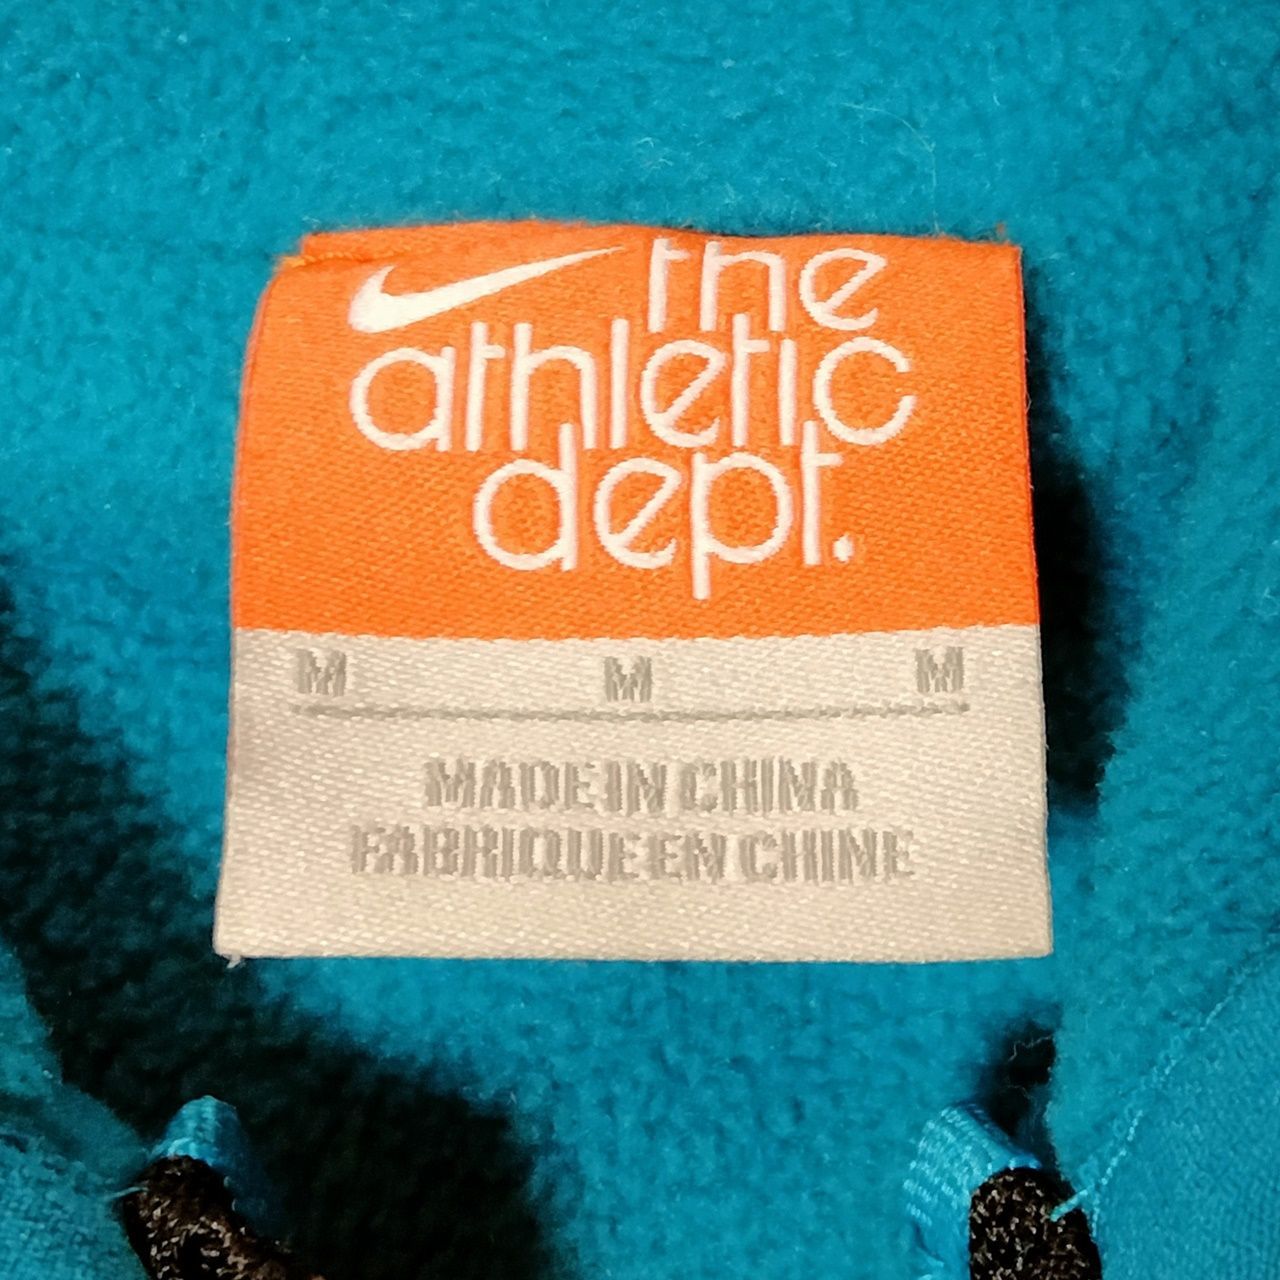 the
athletic
dept.
M M M
MADE IN CHINA
FABRIQUE EN CHINE